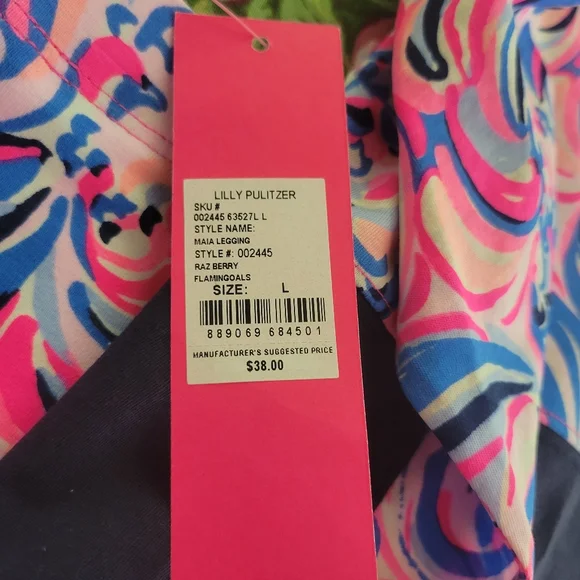 LILLY PULITZER
SKU #
002445 63527L L
STYLE NAME:
MAIA LEGGING
STYLE #: 002445
RAZ BERRY
FLAMINGOALS
SIZE: L
889069 684501
MANUFACTURER'S SUGGESTED PRICE
$38.00